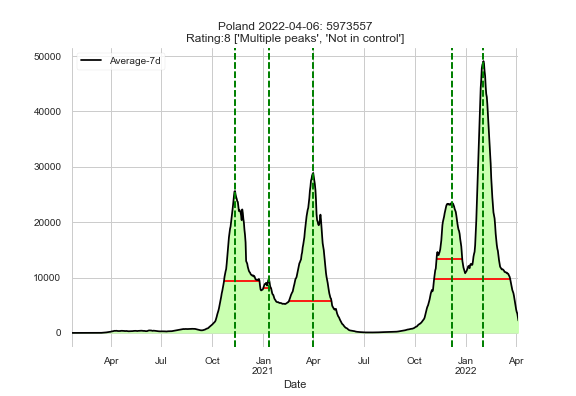 Poland 2022-04-06: 5973557
Rating:8 ['Multiple peaks', 'Not in control']
Average-7d
50000
40000
30000
20000
10000
0
Apr Jul Oct Jan Apr Jul Oct Jan Apr
2021 2022
Date